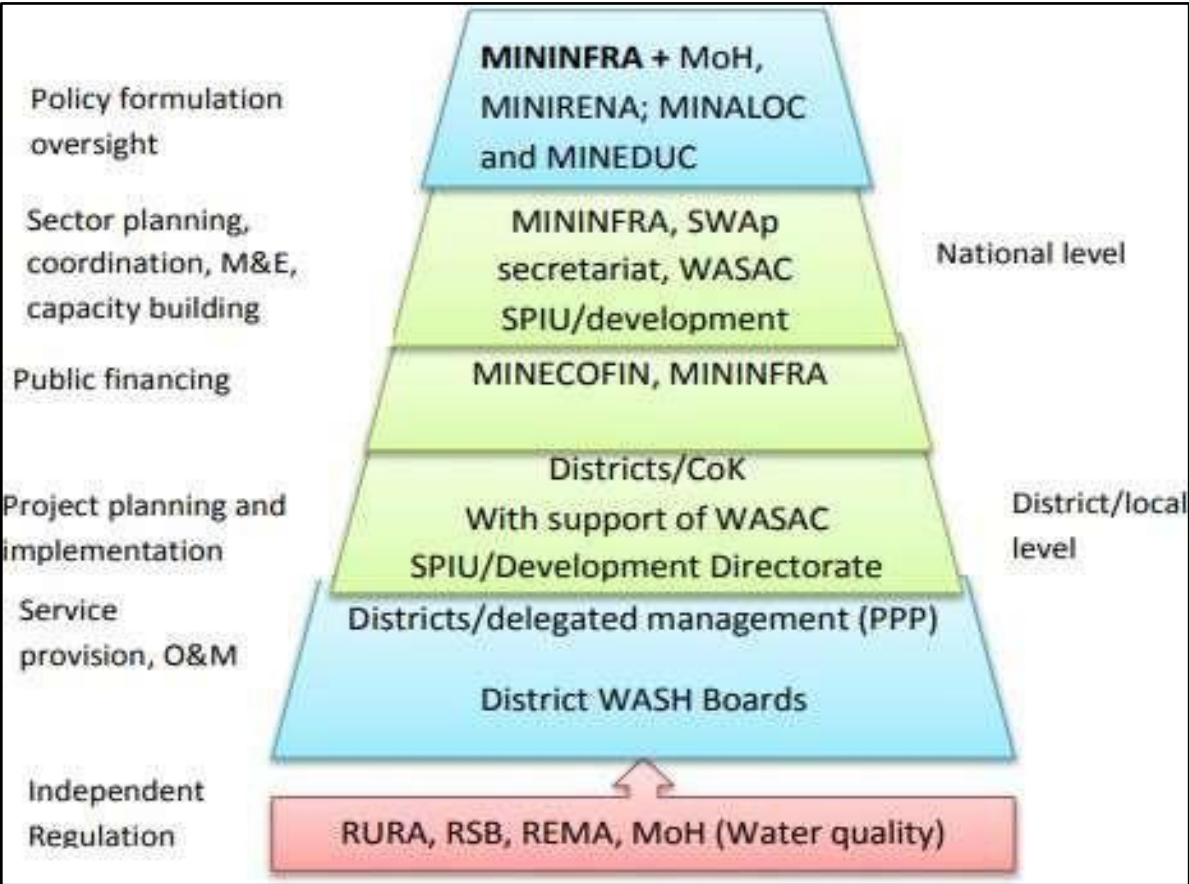 MININFRA + MoH,
MINIRENA; MINALOC
and MINEDUC
Policy formulation
oversight
Sector planning,
coordination, M&E,
capacity building
MININFRA, SWAp
secretariat, WASAC
SPIU/development
National level
Public financing
MINECOFIN, MININFRA
Project planning and
implementation
Districts/CoK
With support of WASAC
SPIU/Development Directorate
District/local
level
Service
provision, O&M
Districts/delegated management (PPP)
District WASH Boards
Independent
Regulation
RURA, RSB, REMA, MoH (Water quality)